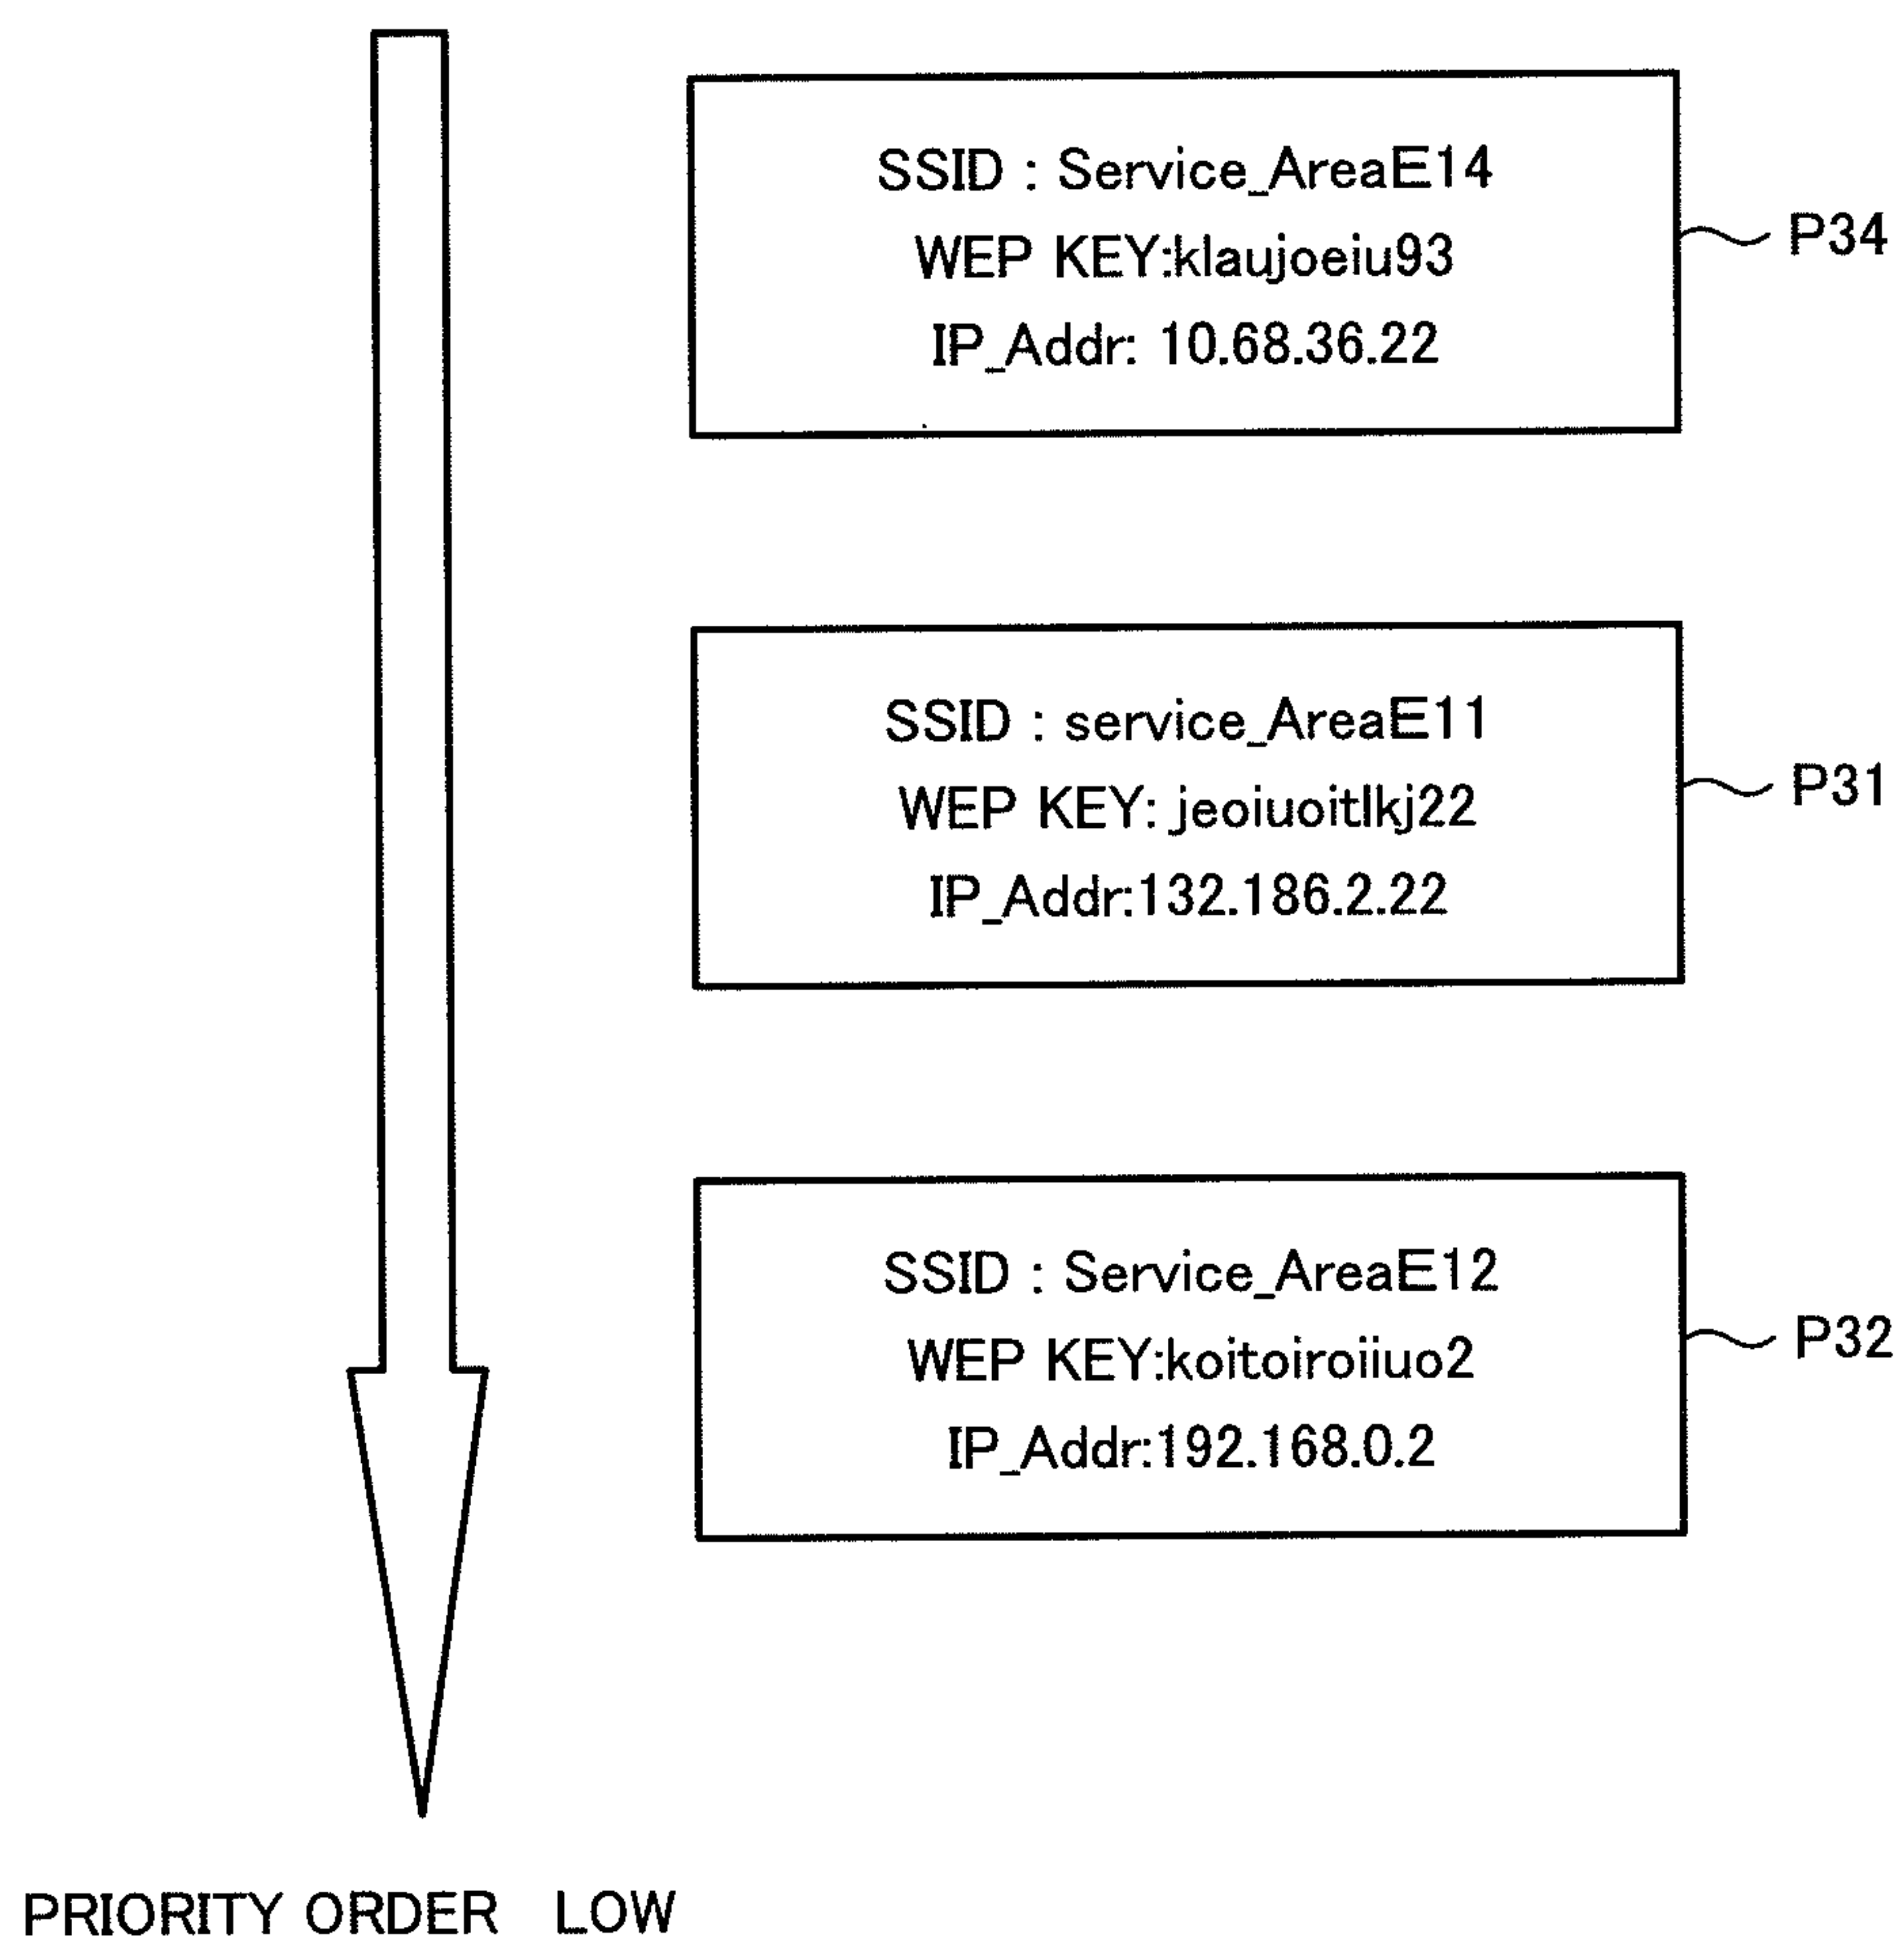 SSID : Service_AreaE14
WEP KEY:klaujoeiu93
IP_Addr: 10.68.36.22
P34
SSID : service_AreaE11
WEP KEY: jeoiuoitlkj22
IP_Addr:132.186.2.22
P31
SSID : Service_AreaE12
WEP KEY:koitoiroiiuo2
IP_Addr:192.168.0.2
P32
PRIORITY ORDER LOW